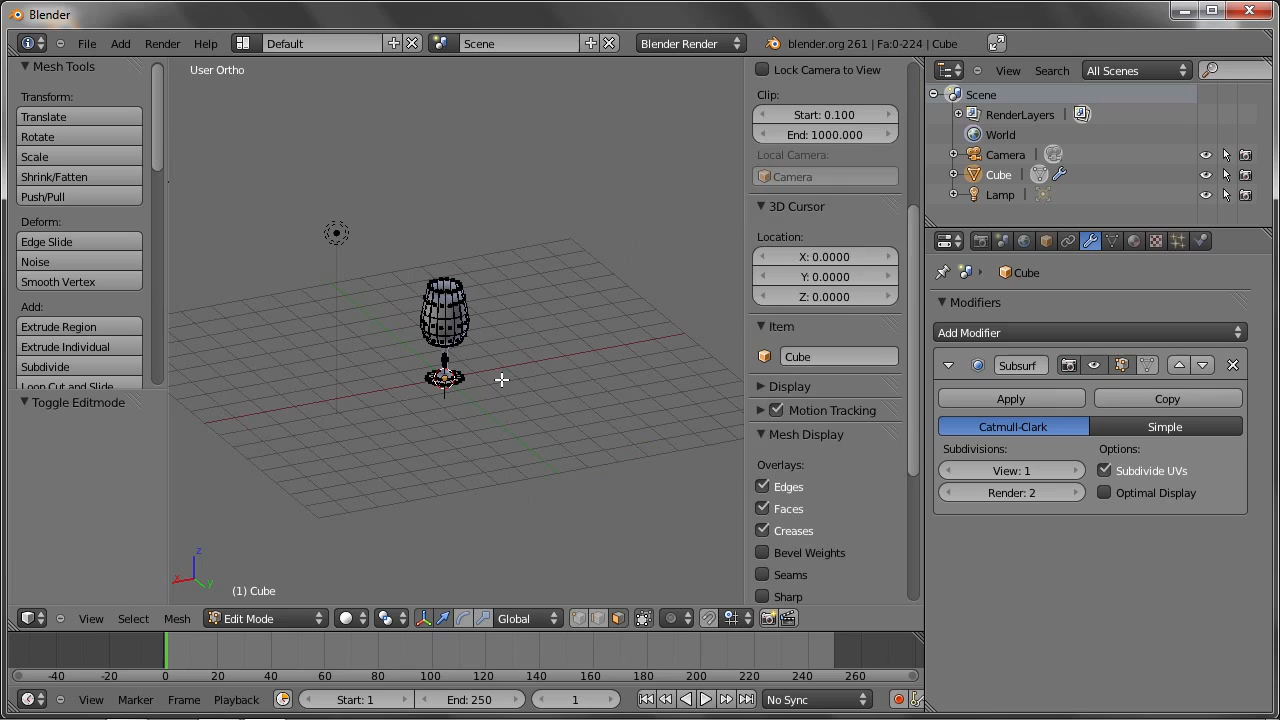 Blender
File Add Render Help Default Scene Blender Render blender.org 261 | Fa:0-224 | Cube
Mesh Tools
Transform:
Translate
Rotate
Scale
Shrink/Fatten
Push/Pull
Deform:
Edge Slide
Noise
Smooth Vertex
Add:
Extrude Region
Extrude Individual
Subdivide
Loop Cut and Slide
Toggle Editmode
User Ortho
z
x
y
(1) Cube
Lock Camera to View
Clip:
Start: 0.100
End: 1000.000
Local Camera:
Camera
3D Cursor
Location:
X: 0.0000
Y: 0.0000
Z: 0.0000
Item
Cube
Display
Motion Tracking
Mesh Display
Overlays:
Edges
Faces
Creases
Bevel Weights
Seams
Sharp
View Search All Scenes
Scene
RenderLayers |
World
Camera |
Cube |
Lamp |
Cube
Modifiers
Add Modifier
Subsurf
Apply Copy
Catmull-Clark Simple
Subdivisions: Options:
View: 1 Subdivide UVs
Render: 2 Optimal Display
View Select Mesh Edit Mode Global
-40 -20 0 20 40 60 80 100 120 140 160 180 200 220 240 260
View Marker Frame Playback Start: 1 End: 250 1 No Sync